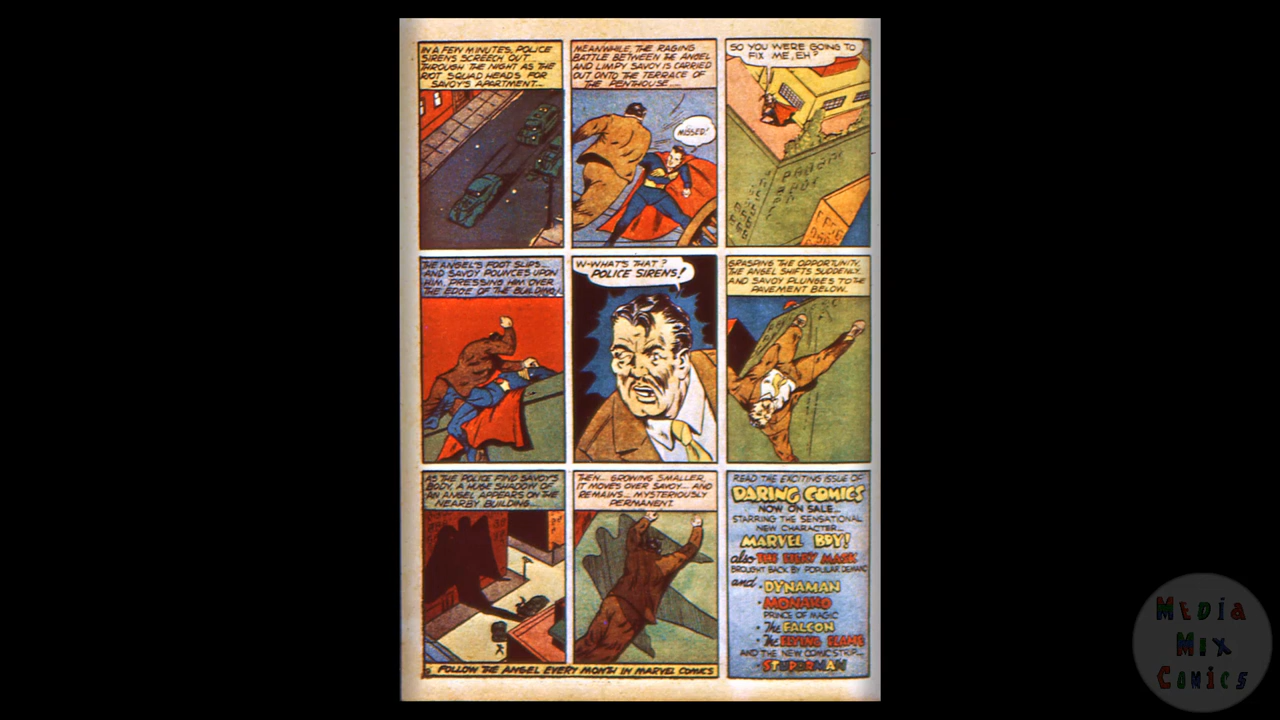 IN A FEW MINUTES, POLICE
SIRENS SCREECH OUT
THROUGH THE NIGHT AS THE
RIOT SQUAD HEADS FOR
SAVOY'S APARTMENT...
MEANWHILE, THE RAGING
BATTLE BETWEEN THE ANGEL
AND LIMPY SAVOY IS CARRIED
OUT ONTO THE TERRACE OF
THE PENTHOUSE....
MISSED!
SO YOU WERE GOING TO
FIX ME, EH?
THE ANGEL'S FOOT SLIPS...
AND SAVOY POUNCES UPON
HIM, PRESSING HIM OVER
THE EDGE OF THE BUILDING!
W-WHAT'S THAT?
POLICE SIRENS!
GRASPING THE OPPORTUNITY,
THE ANGEL SHIFTS SUDDENLY
AND SAVOY PLUNGES TO THE
PAVEMENT BELOW.
AS THE POLICE FIND SAVOY'S
BODY, A HUGE SHADOW OF
AN ANGEL APPEARS ON THE
NEARBY BUILDING...
THEN... GROWING SMALLER,
IT MOVES OVER SAVOY... AND
REMAINS... MYSTERIOUSLY
PERMANENT.
FOLLOW THE ANGEL EVERY MONTH IN MARVEL COMICS
READ THE EXCITING ISSUE OF
DARING COMICS
NOW ON SALE...
STARRING THE SENSATIONAL
NEW CHARACTER...
MARVEL BOY!
also THE FIERY MASK
BROUGHT BACK BY POPULAR DEMAND
and • DYNAMAN
• MONAKO
PRINCE OF MAGIC
• The FALCON
• The FLYING FLAME
AND THE NEW COMIC STRIP...
• STUPORMAN
MEDIA
MIX
COMICS